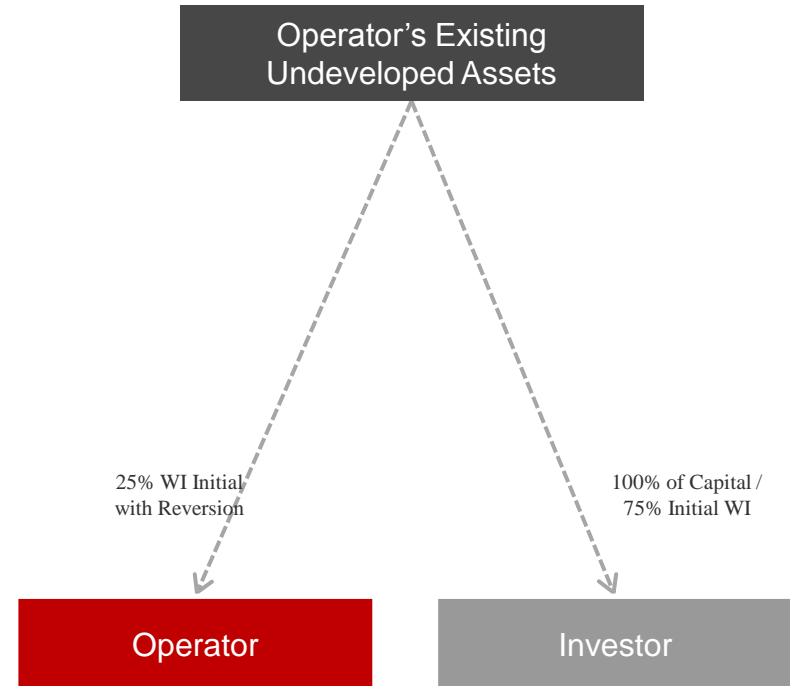 Operator’s Existing
Undeveloped Assets
25% WI Initial
with Reversion
100% of Capital /
75% Initial WI
Operator
Investor